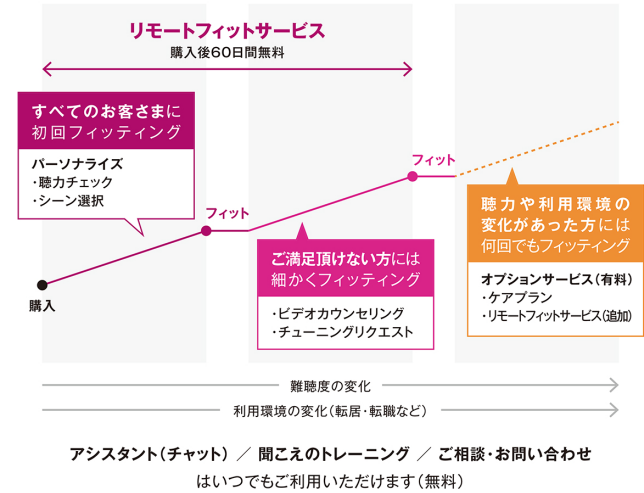 リモートフィットサービス
購入後60日間無料
すべてのお客さまに
初回フィッティング
パーソナライズ
・聴力チェック
・シーン選択
フィット
フィット
購入
ご満足頂けない方には
細かくフィッティング
・ビデオカウンセリング
・チューニングリクエスト
聴力や利用環境の
変化があった方には
何回でもフィッティング
オプションサービス(有料)
・ケアプラン
・リモートフィットサービス(追加)
難聴度の変化
利用環境の変化(転居・転職など)
アシスタント(チャット) ／ 聞こえのトレーニング ／ ご相談・お問い合わせ
はいつでもご利用いただけます(無料)